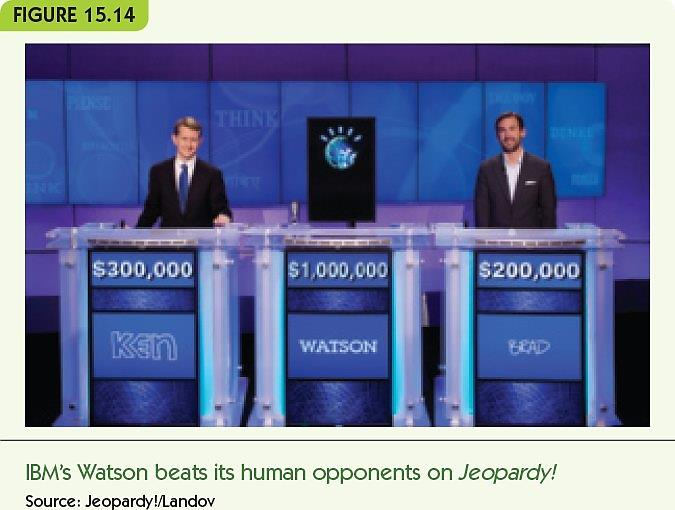 FIGURE 15.14
THINK
$300,000
$1,000,000
$200,000
Ken
WATSON
BRAD
IBM's Watson beats its human opponents on Jeopardy!
Source: Jeopardy!/Landov